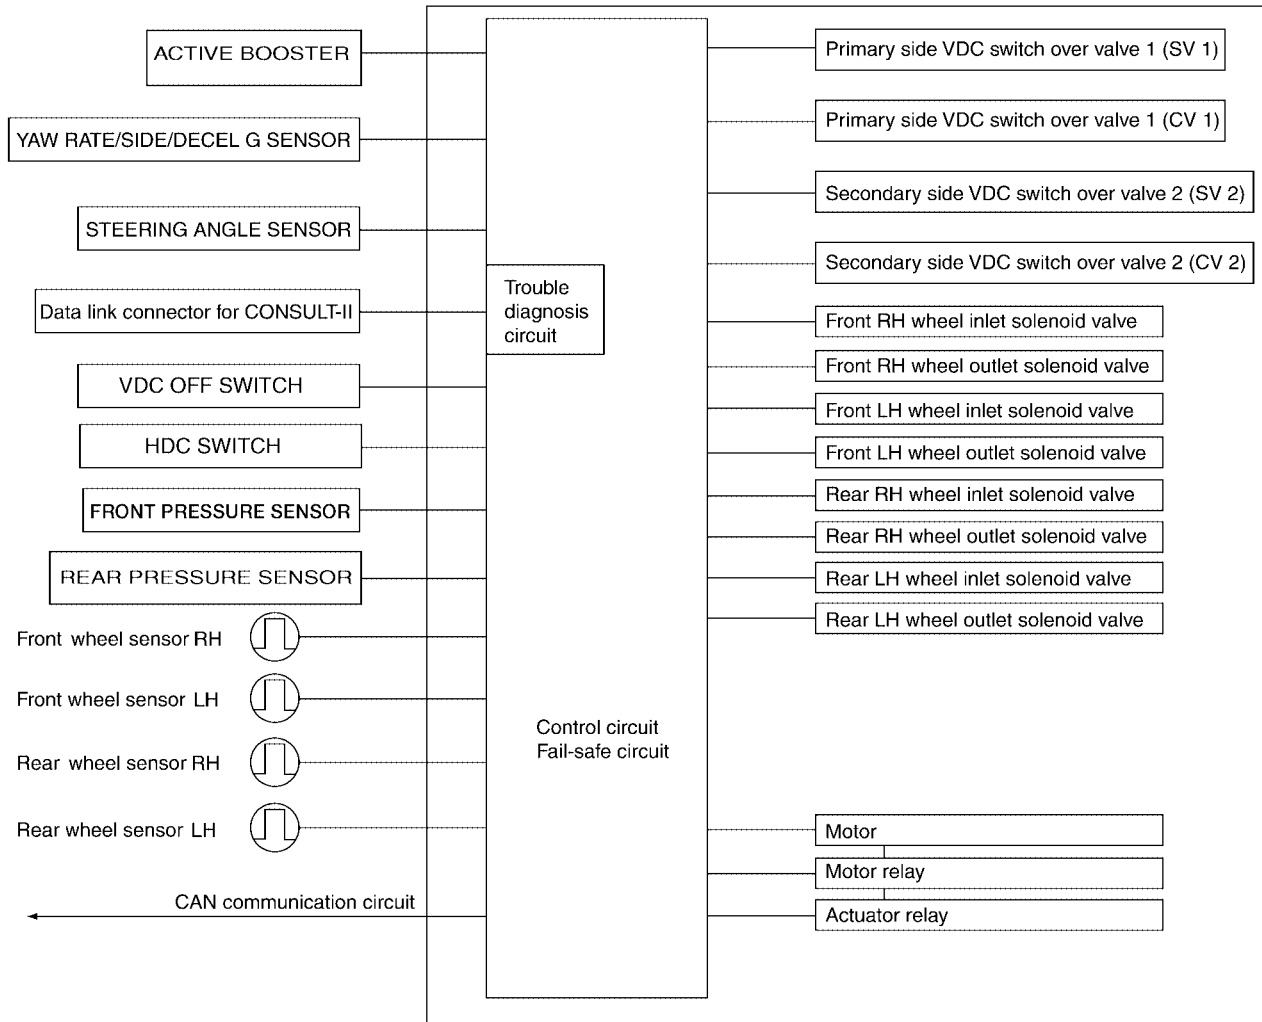 ACTIVE BOOSTER
YAW RATE/SIDE/DECEL G SENSOR
STEERING ANGLE SENSOR
Data link connector for CONSULT-II
VDC OFF SWITCH
HDC SWITCH
FRONT PRESSURE SENSOR
REAR PRESSURE SENSOR
Front wheel sensor RH
Front wheel sensor LH
Rear wheel sensor RH
Rear wheel sensor LH
CAN communication circuit
Trouble
diagnosis
circuit
Control circuit
Fail-safe circuit
Primary side VDC switch over valve 1 (SV 1)
Primary side VDC switch over valve 1 (CV 1)
Secondary side VDC switch over valve 2 (SV 2)
Secondary side VDC switch over valve 2 (CV 2)
Front RH wheel inlet solenoid valve
Front RH wheel outlet solenoid valve
Front LH wheel inlet solenoid valve
Front LH wheel outlet solenoid valve
Rear RH wheel inlet solenoid valve
Rear RH wheel outlet solenoid valve
Rear LH wheel inlet solenoid valve
Rear LH wheel outlet solenoid valve
Motor
Motor relay
Actuator relay